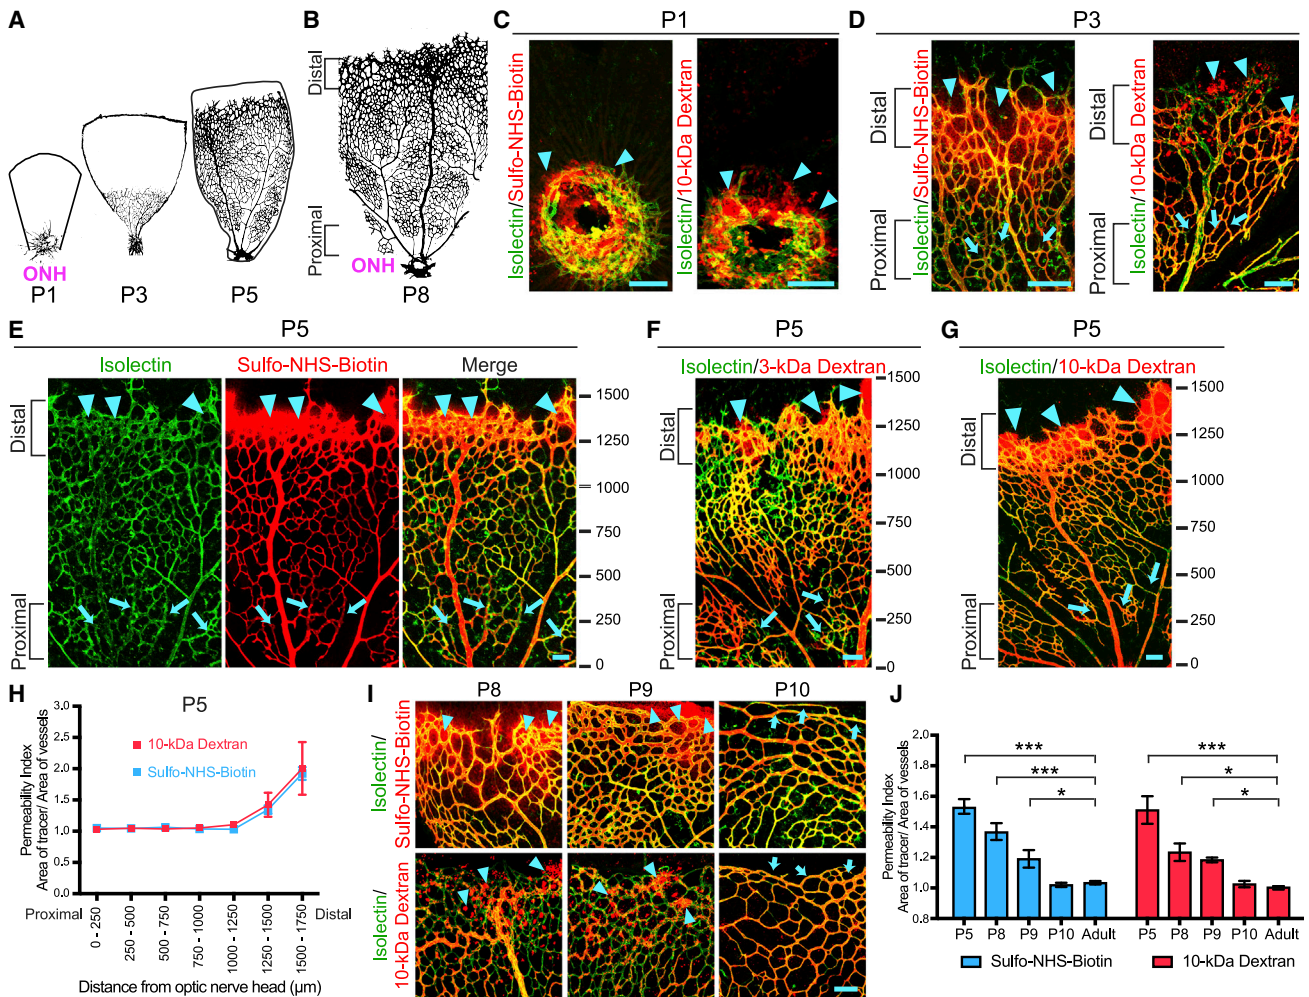 A
ONH
P1
P3
P5
B
Distal
Proximal
ONH
P8
C
P1
Isolectin/Sulfo-NHS-Biotin
Isolectin/10-kDa Dextran
D
P3
Distal
Proximal
Isolectin/Sulfo-NHS-Biotin
Distal
Proximal
Isolectin/10-kDa Dextran
E
P5
Isolectin
Sulfo-NHS-Biotin
Merge
Distal
Proximal
1500
1250
1000
750
500
250
0
F
P5
Isolectin/3-kDa Dextran
Distal
Proximal
1500
1250
1000
750
500
250
0
G
P5
Isolectin/10-kDa Dextran
Distal
Proximal
1500
1250
1000
750
500
250
0
H
P5
Permeability Index
Area of tracer/ Area of vessels
3.0
2.5
2.0
1.5
1.0
0.5
0.0
10-kDa Dextran
Sulfo-NHS-Biotin
Proximal
Distal
0 - 250
250 - 500
500 - 750
750 - 1000
1000 - 1250
1250 - 1500
1500 - 1750
Distance from optic nerve head (µm)
I
P8
P9
P10
Isolectin/
Sulfo-NHS-Biotin
Isolectin/
10-kDa Dextran
J
Permeability Index
Area of tracer/ Area of vessels
2.0
1.8
1.6
1.4
1.2
1.0
0.8
***
***
*
***
*
*
P5 P8 P9 P10 Adult
P5 P8 P9 P10 Adult
Sulfo-NHS-Biotin
10-kDa Dextran